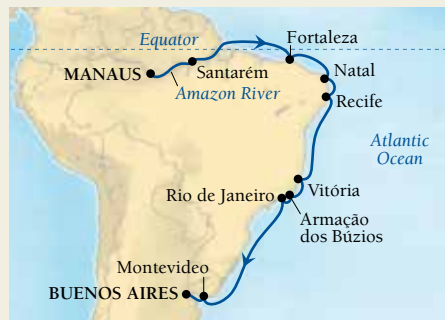 Equator
Fortaleza
MANAUS
Santarém
Natal
Amazon River
Recife
Atlantic
Ocean
Rio de Janeiro
Vitória
Armação
dos Búzios
Montevideo
BUENOS AIRES